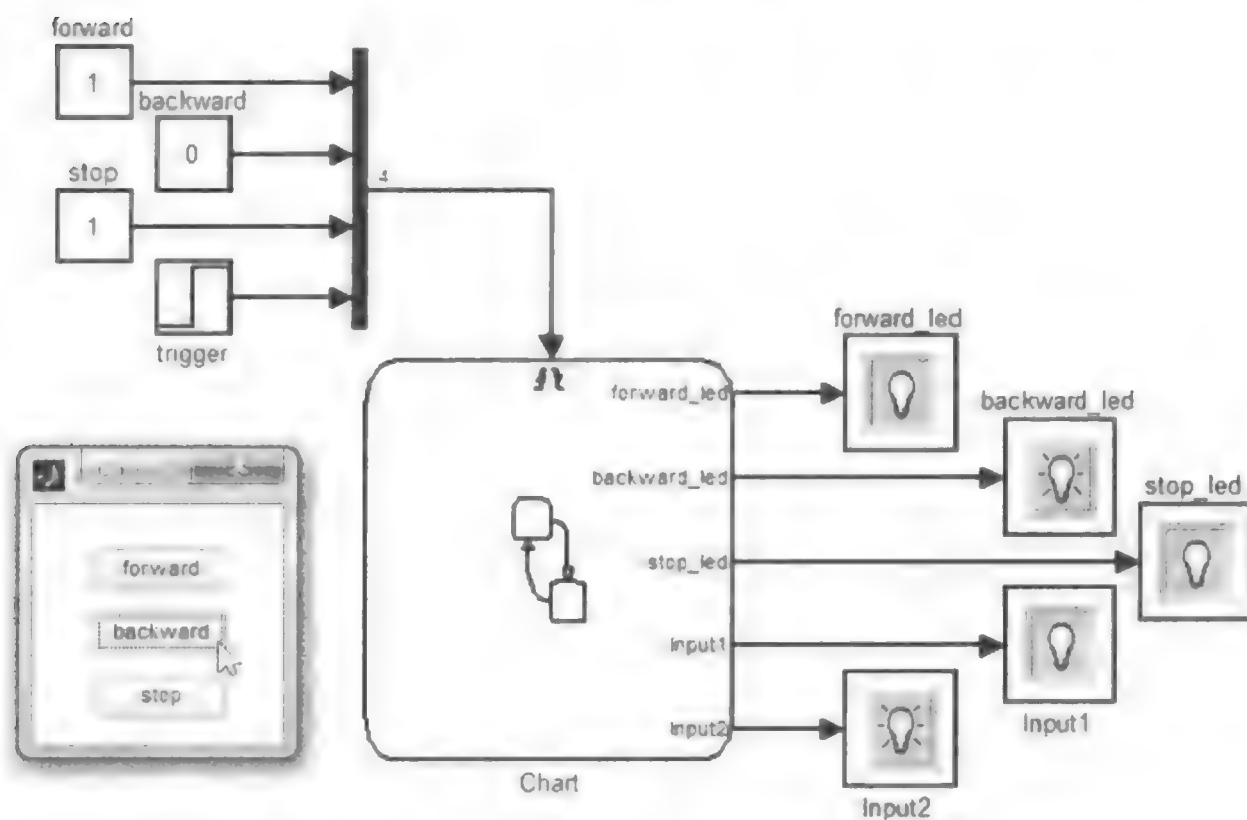 forward
1
backward
0
stop
1
4
trigger
forward_led
forward_led
backward_led
backward_led
stop_led
stop_led
forward
backward
stop
Input1
Input1
Input2
Input2
Chart